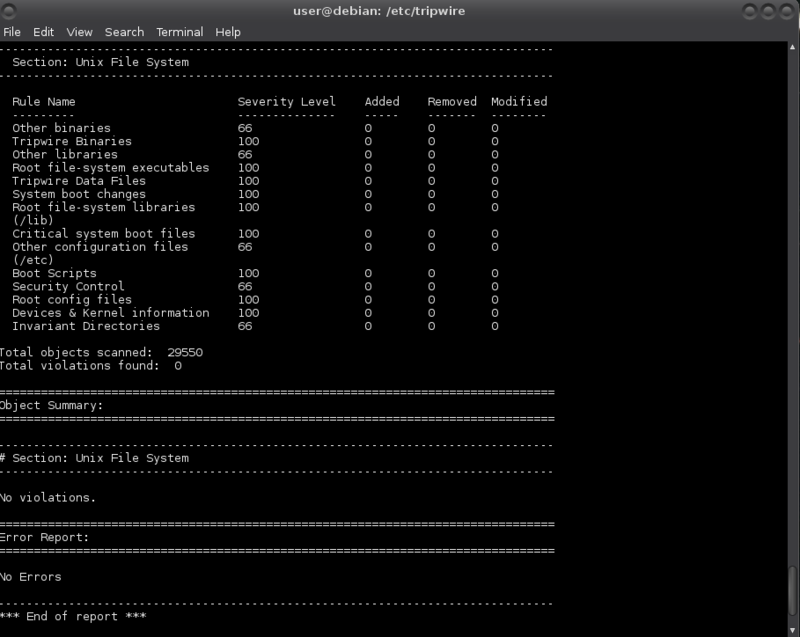 user@debian: /etc/tripwire
File Edit View Search Terminal Help
-------------------------------------------------------------------------------
Section: Unix File System
-------------------------------------------------------------------------------
Rule Name Severity Level Added Removed Modified
--------- -------------- ----- ------- --------
Other binaries 66 0 0 0
Tripwire Binaries 100 0 0 0
Other libraries 66 0 0 0
Root file-system executables 100 0 0 0
Tripwire Data Files 100 0 0 0
System boot changes 100 0 0 0
Root file-system libraries 100 0 0 0
(/lib)
Critical system boot files 100 0 0 0
Other configuration files 66 0 0 0
(/etc)
Boot Scripts 100 0 0 0
Security Control 66 0 0 0
Root config files 100 0 0 0
Devices & Kernel information 100 0 0 0
Invariant Directories 66 0 0 0
Total objects scanned: 29550
Total violations found: 0
===============================================================================
Object Summary:
===============================================================================
-------------------------------------------------------------------------------
# Section: Unix File System
-------------------------------------------------------------------------------
No violations.
===============================================================================
Error Report:
===============================================================================
No Errors
-------------------------------------------------------------------------------
*** End of report ***